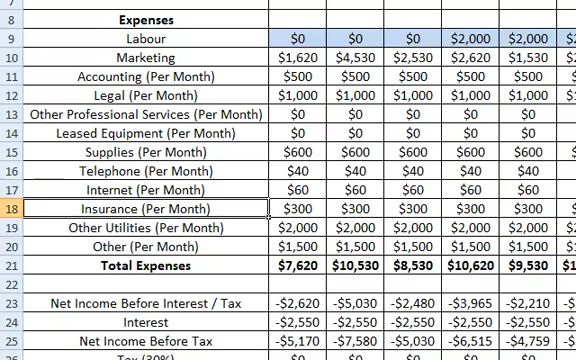 7
8 Expenses
9 Labour $0 $0 $0 $2,000 $2,000
10 Marketing $1,620 $4,530 $2,530 $2,620 $1,530
11 Accounting (Per Month) $500 $500 $500 $500 $500
12 Legal (Per Month) $1,000 $1,000 $1,000 $1,000 $1,000
13 Other Professional Services (Per Month) $0 $0 $0 $0 $0
14 Leased Equipment (Per Month) $0 $0 $0 $0 $0
15 Supplies (Per Month) $600 $600 $600 $600 $600
16 Telephone (Per Month) $40 $40 $40 $40 $40
17 Internet (Per Month) $60 $60 $60 $60 $60
18 Insurance (Per Month) $300 $300 $300 $300 $300
19 Other Utilities (Per Month) $2,000 $2,000 $2,000 $2,000 $2,000
20 Other (Per Month) $1,500 $1,500 $1,500 $1,500 $1,500
21 Total Expenses $7,620 $10,530 $8,530 $10,620 $9,530
22
23 Net Income Before Interest / Tax -$2,620 -$5,030 -$2,480 -$3,965 -$2,210
24 Interest -$2,550 -$2,550 -$2,550 -$2,550 -$2,550
25 Net Income Before Tax -$5,170 -$7,580 -$5,030 -$6,515 -$4,759
26 Tax (30%) $0 $0 $0 $0 $0